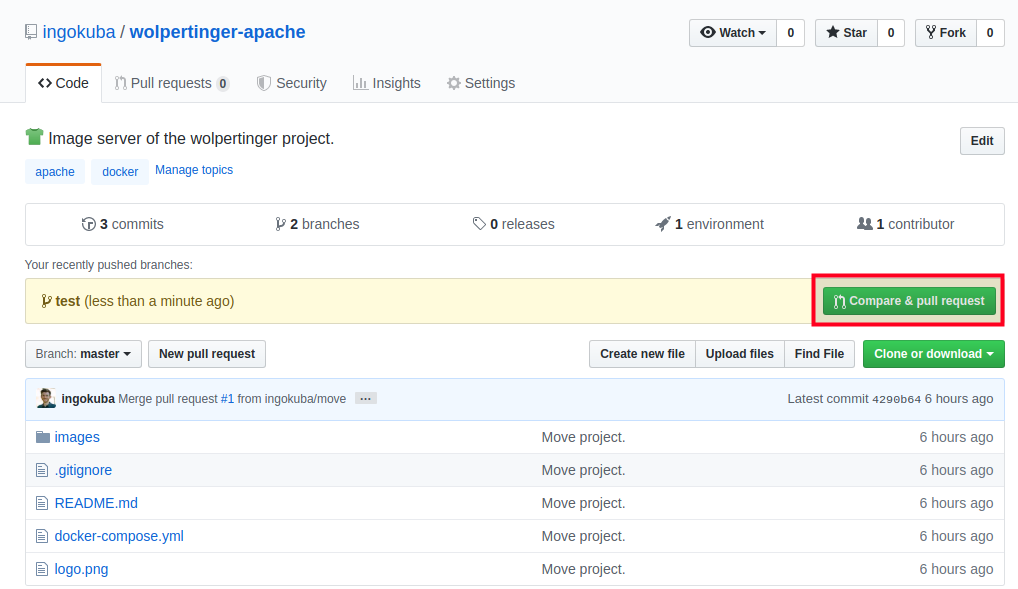 ingokuba / wolpertinger-apache
Watch 0 Star 0 Fork 0
Code Pull requests 0 Security Insights Settings
Image server of the wolpertinger project. Edit
apache docker Manage topics
3 commits 2 branches 0 releases 1 environment 1 contributor
Your recently pushed branches:
test (less than a minute ago) Compare & pull request
Branch: master New pull request Create new file Upload files Find File Clone or download
ingokuba Merge pull request #1 from ingokuba/move … Latest commit 4290b64 6 hours ago
images Move project. 6 hours ago
.gitignore Move project. 6 hours ago
README.md Move project. 6 hours ago
docker-compose.yml Move project. 6 hours ago
logo.png Move project. 6 hours ago